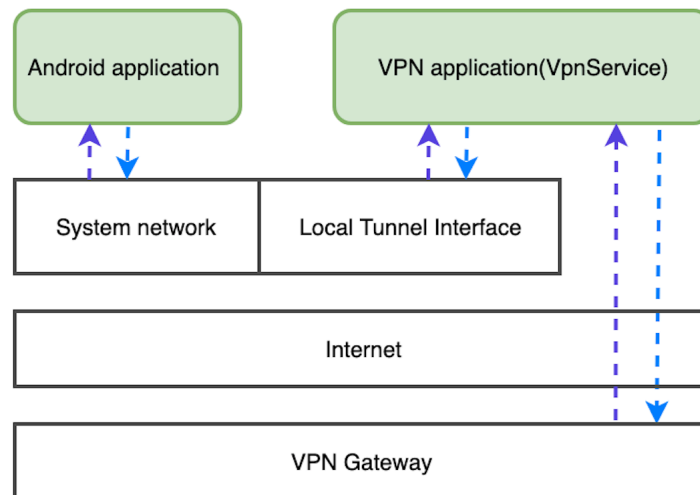 Android application
VPN application(VpnService)
System network
Local Tunnel Interface
Internet
VPN Gateway